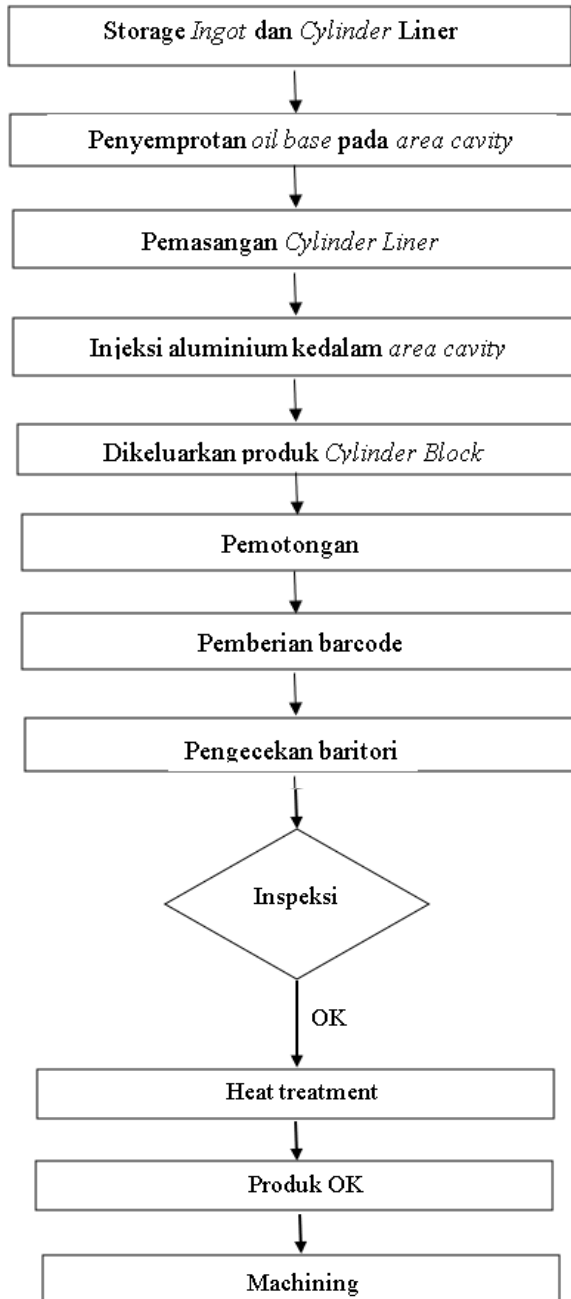 Storage Ingot dan Cylinder Liner
Penyemprotan oil base pada area cavity
Pemasangan Cylinder Liner
Injeksi aluminium kedalam area cavity
Dikeluarkan produk Cylinder Block
Pemotongan
Pemberian barcode
Pengecekan baritori
Inspeksi
OK
Heat treatment
Produk OK
Machining